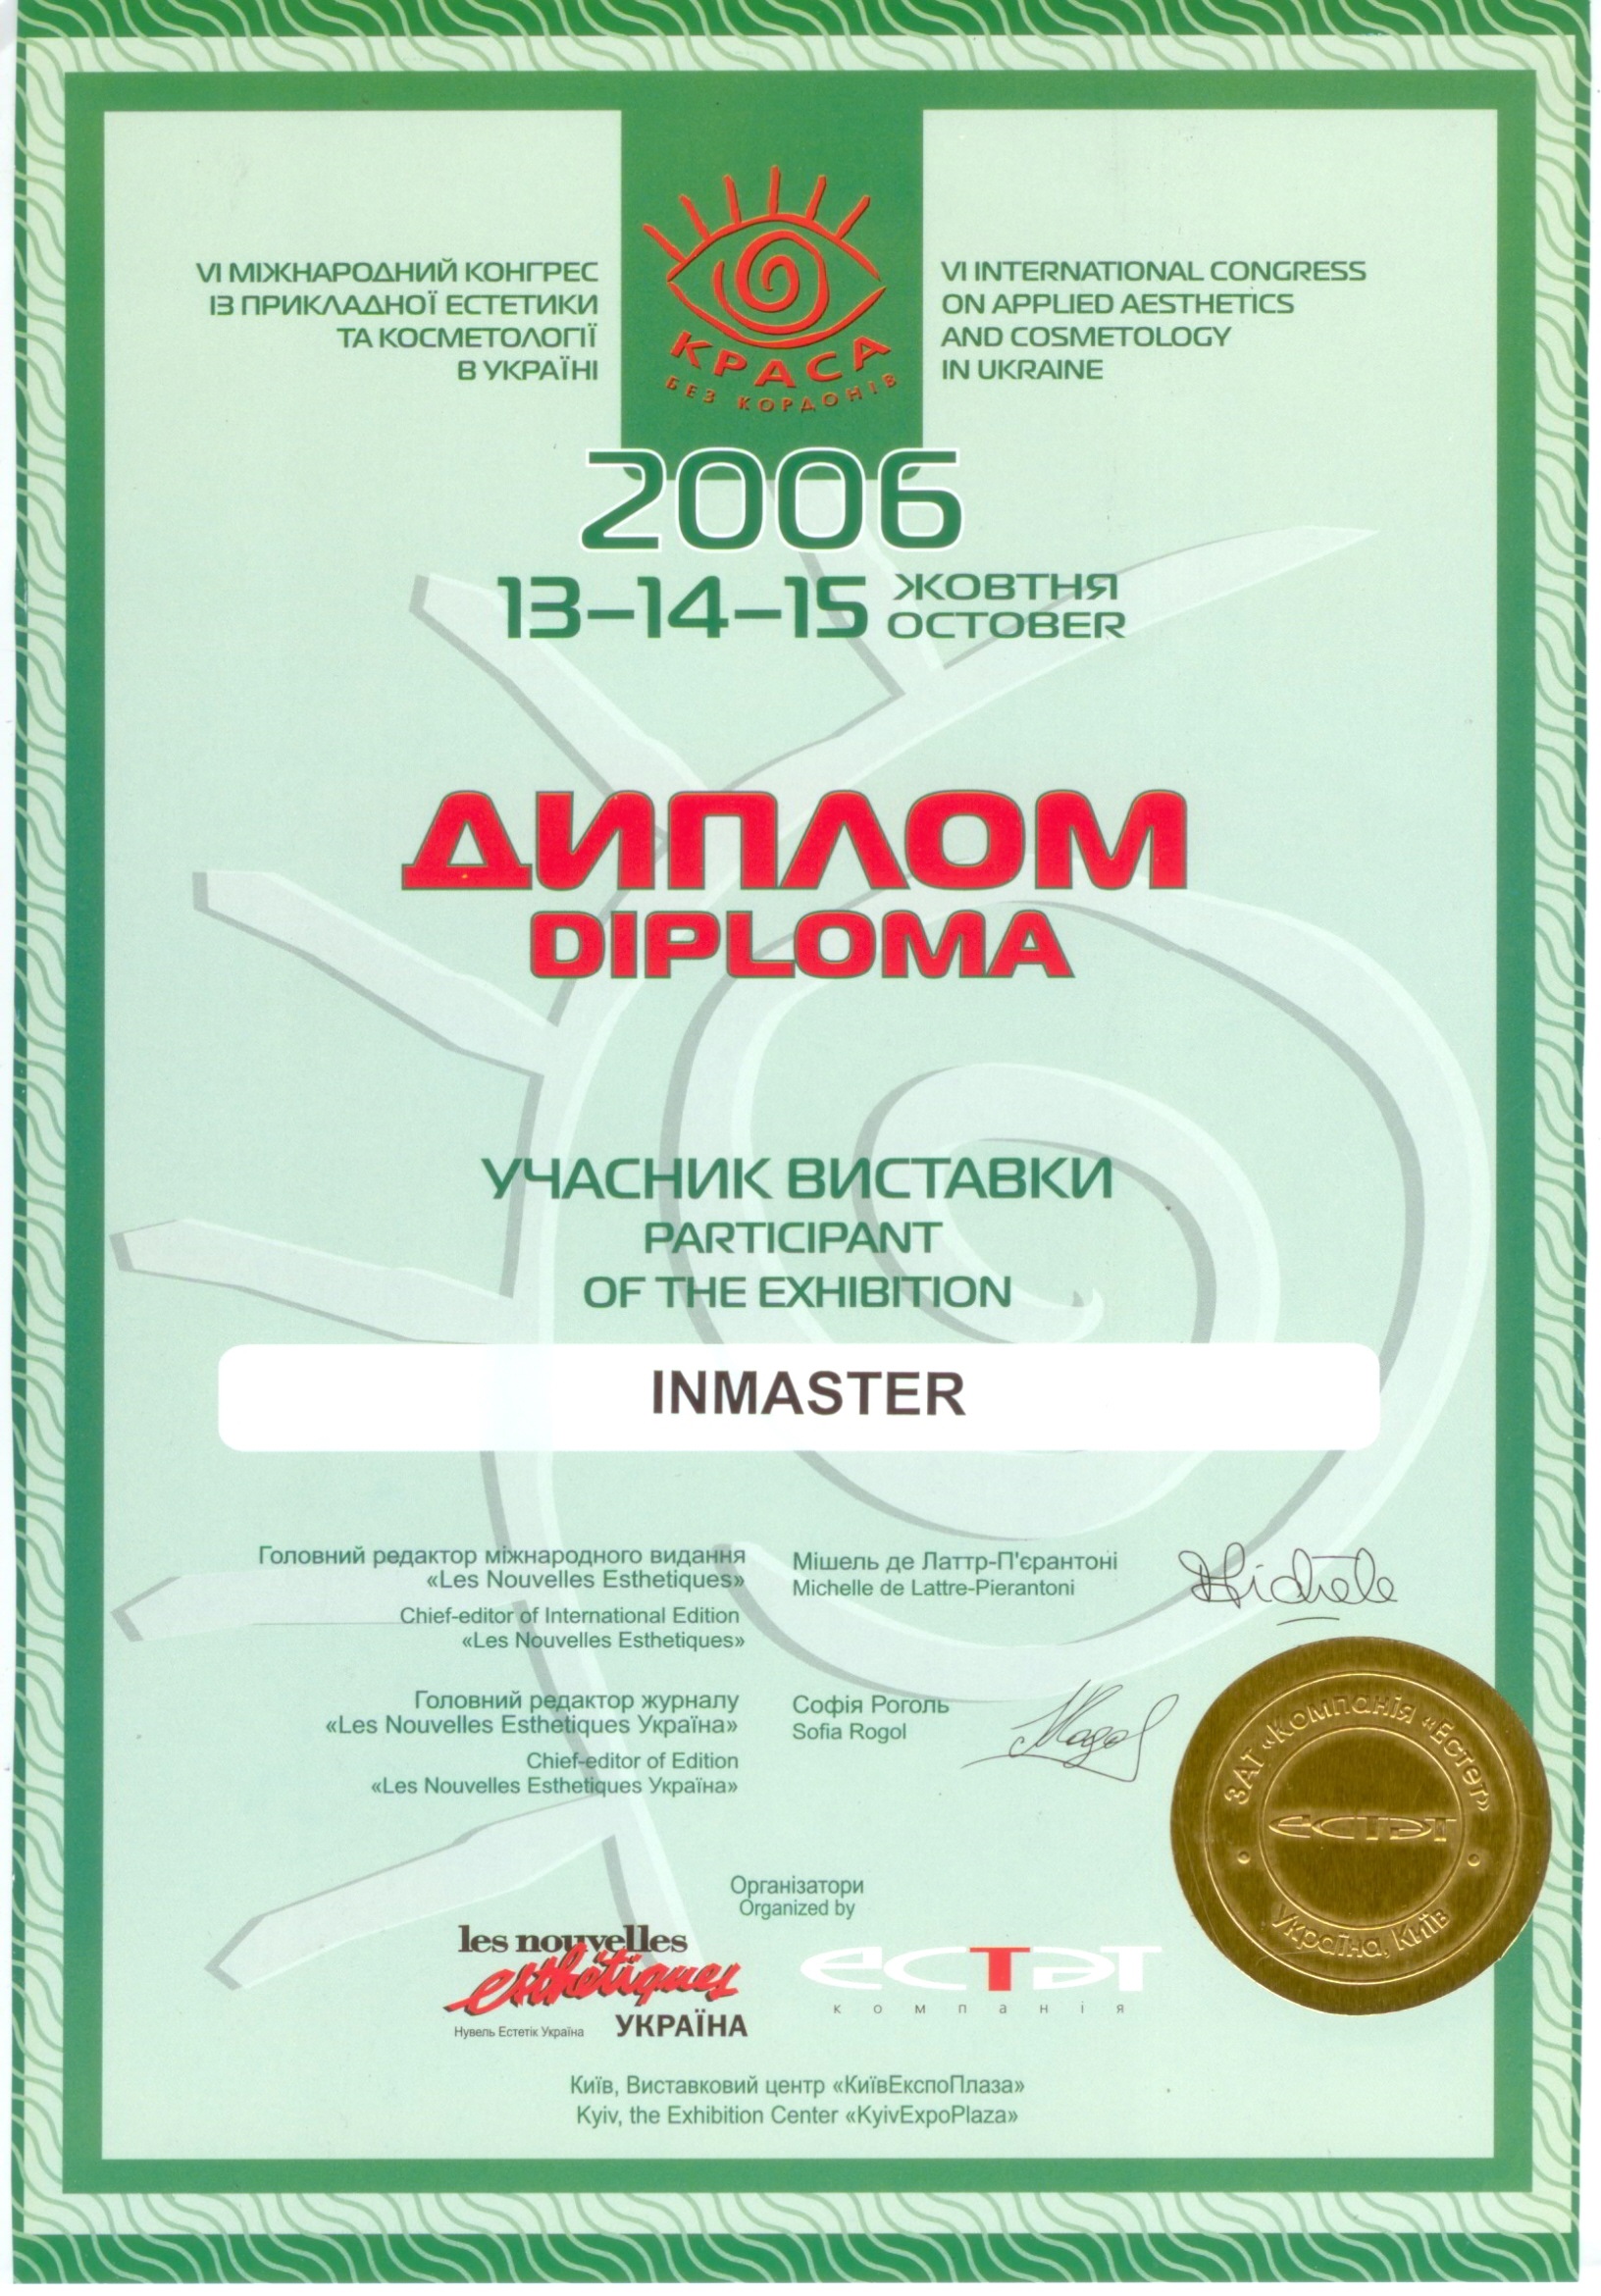 VI МІЖНАРОДНИЙ КОНГРЕС
ІЗ ПРИКЛАДНОЇ ЕСТЕТИКИ
ТА КОСМЕТОЛОГІЇ
В УКРАЇНІ
КРАСА
БЕЗ КОРДОНІВ
VI INTERNATIONAL CONGRESS
ON APPLIED AESTHETICS
AND COSMETOLOGY
IN UKRAINE
2006
13–14–15 ЖОВТНЯ
OCTOBER
ДИПЛОМ
DIPLOMA
УЧАСНИК ВИСТАВКИ
PARTICIPANT
OF THE EXHIBITION
INMASTER
Головний редактор міжнародного видання
«Les Nouvelles Esthetiques»
Chief-editor of International Edition
«Les Nouvelles Esthetiques»
Мішель де Латтр-П'єрантоні
Michelle de Lattre-Pierantoni
Michèle
Головний редактор журналу
«Les Nouvelles Esthetiques Україна»
Chief-editor of Edition
«Les Nouvelles Esthetiques Україна»
Софія Роголь
Sofia Rogol
ЗАТ «Компанія «Естет»
естет
Україна, Київ
Організатори
Organized by
les nouvelles
esthétiques
Нувель Естетік Україна УКРАЇНА
естэт
компанія
Київ, Виставковий центр «КиївЕкспоПлаза»
Kyiv, the Exhibition Center «KyivExpoPlaza»